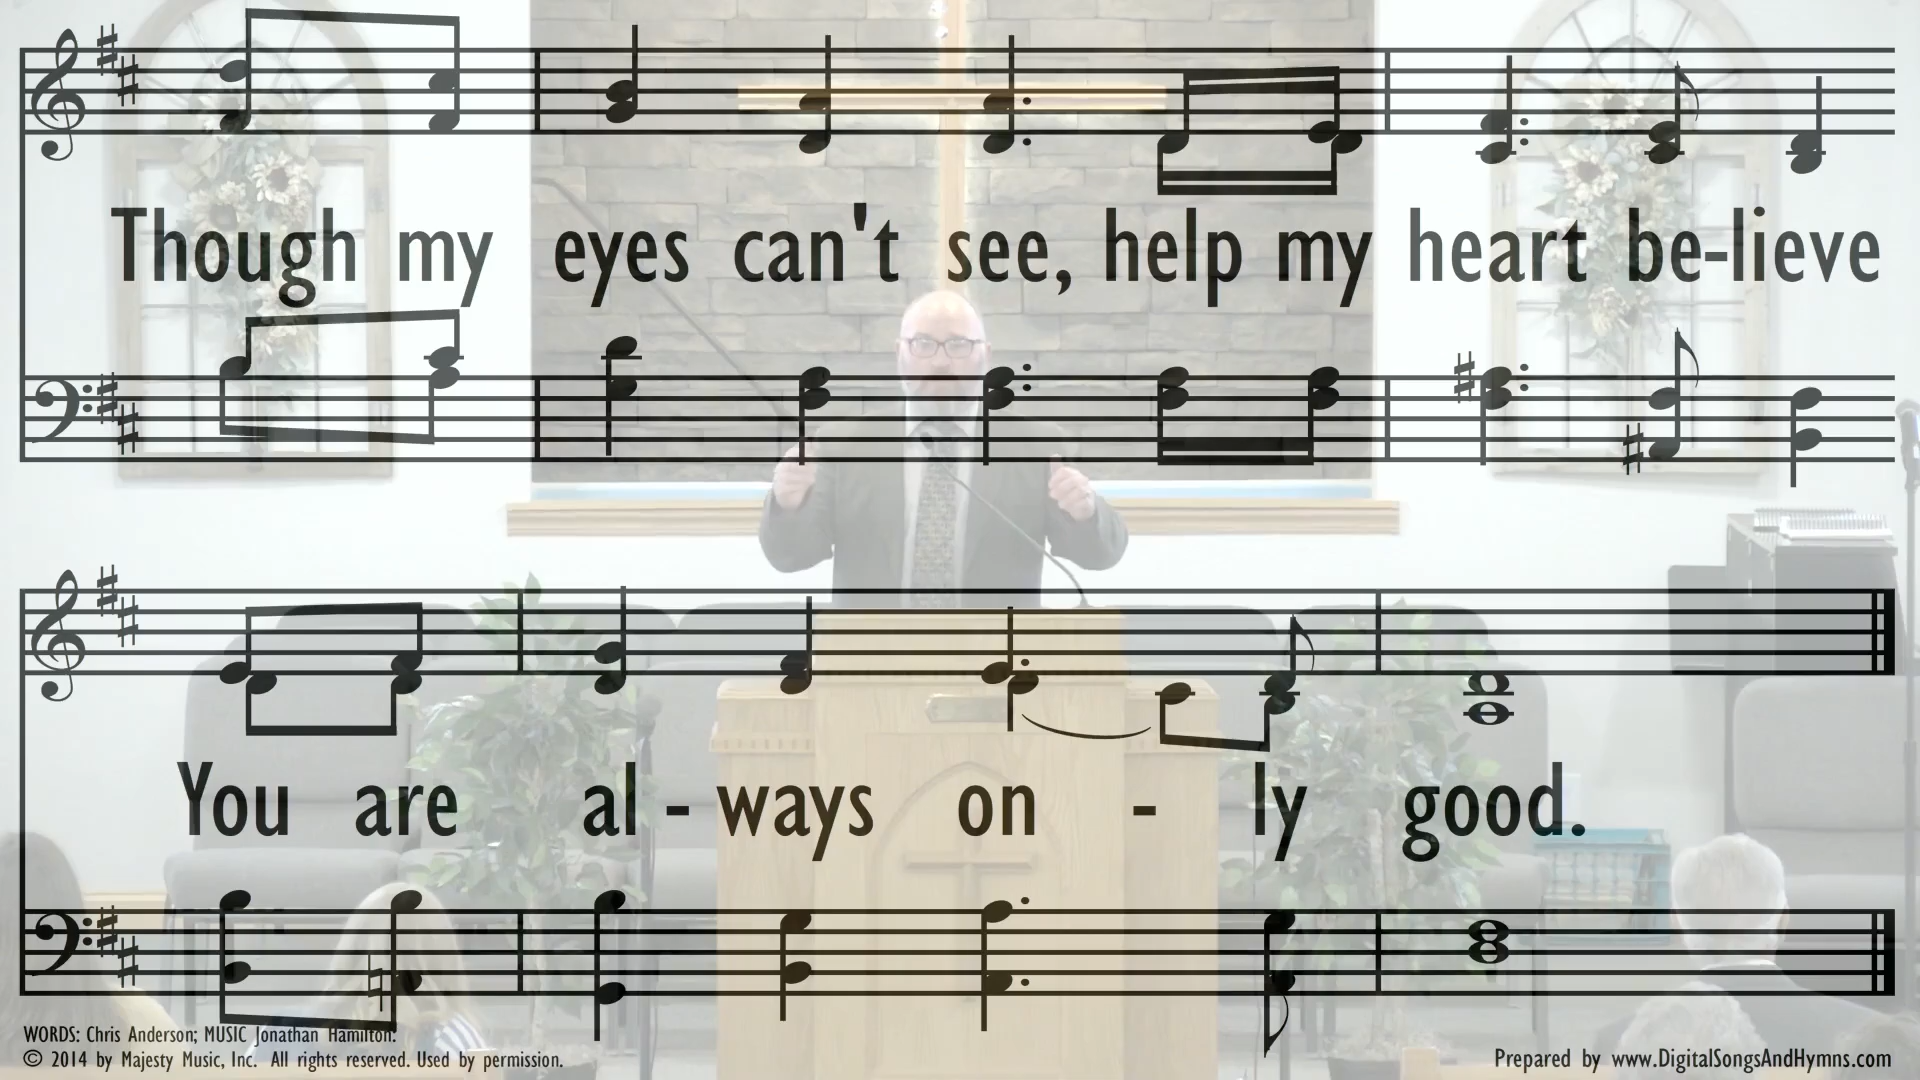 Though my eyes can't see, help my heart be-lieve
You are al - ways on - ly good.
WORDS: Chris Anderson; MUSIC Jonathan Hamilton.
© 2014 by Majesty Music, Inc. All rights reserved. Used by permission.
Prepared by www.DigitalSongsAndHymns.com